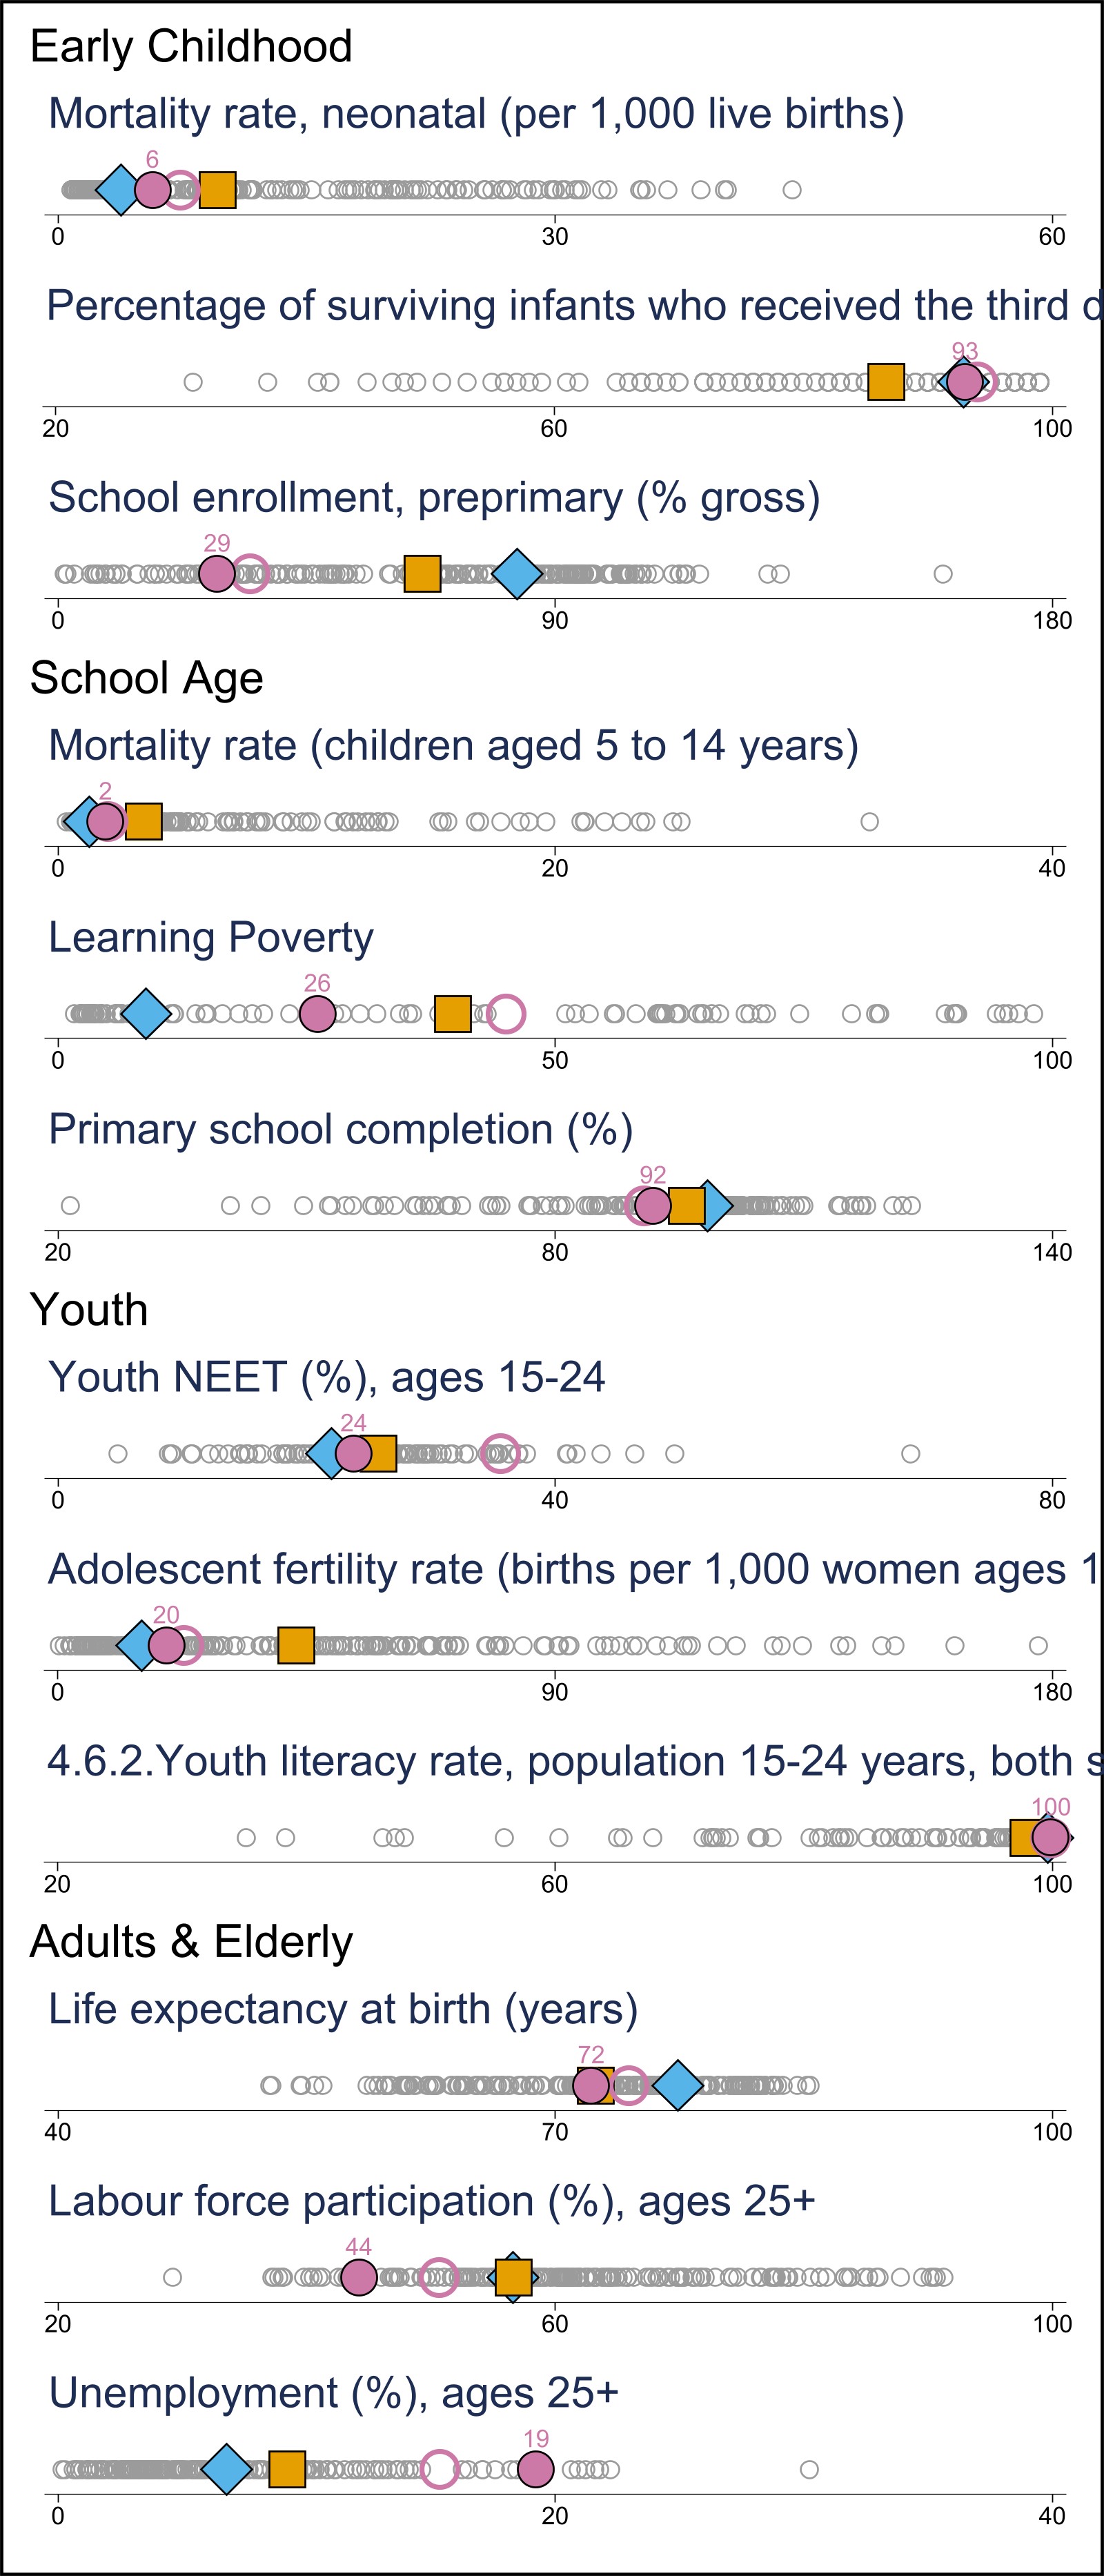 Early Childhood
Mortality rate, neonatal (per 1,000 live births)
6
0 30 60
Percentage of surviving infants who received the third d
93
20 60 100
School enrollment, preprimary (% gross)
29
0 90 180
School Age
Mortality rate (children aged 5 to 14 years)
2
0 20 40
Learning Poverty
26
0 50 100
Primary school completion (%)
92
20 80 140
Youth
Youth NEET (%), ages 15-24
24
0 40 80
Adolescent fertility rate (births per 1,000 women ages 1
20
0 90 180
4.6.2.Youth literacy rate, population 15-24 years, both s
100
20 60 100
Adults & Elderly
Life expectancy at birth (years)
72
40 70 100
Labour force participation (%), ages 25+
44
20 60 100
Unemployment (%), ages 25+
19
0 20 40